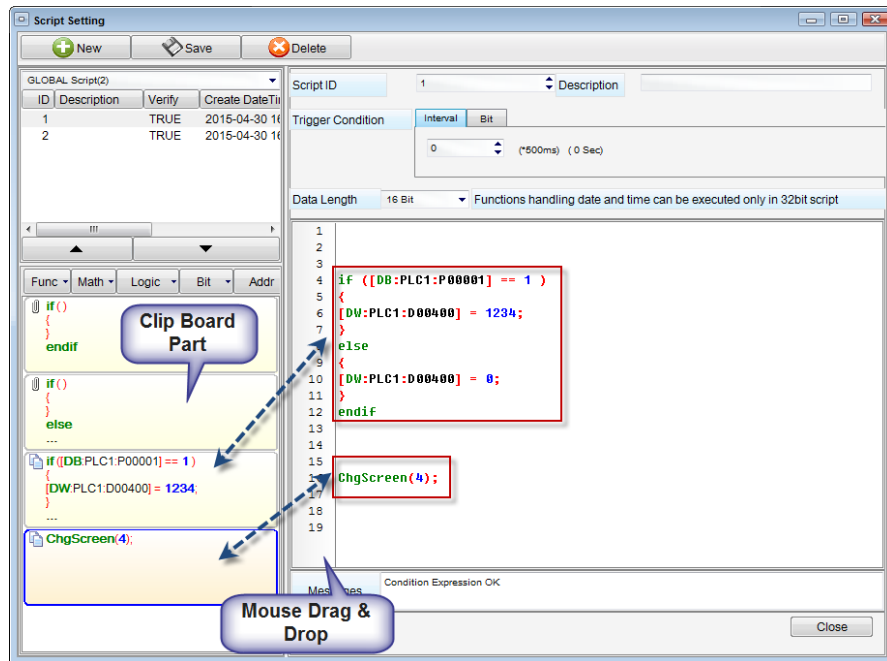 Script Setting
New Save Delete
GLOBAL Script(2)
ID Description Verify Create DateTi
1 TRUE 2015-04-30 16
2 TRUE 2015-04-30 16
Func Math Logic Bit Addr
if()
{
}
endif
if()
{
}
else
---
if([DB:PLC1:P00001] == 1 )
{
[DW:PLC1:D00400] = 1234;
}
---
ChgScreen(4);
Clip Board
Part
Script ID 1 Description
Trigger Condition Interval Bit
0 (*500ms) ( 0 Sec)
Data Length 16 Bit Functions handling date and time can be executed only in 32bit script
1
2
3
4 if ([DB:PLC1:P00001] == 1 )
5 {
6 [DW:PLC1:D00400] = 1234;
7 }
else
9 {
10 [DW:PLC1:D00400] = 0;
11 }
12 endif
13
14
15
16 ChgScreen(4);
17
18
19
Condition Expression OK
Mouse Drag &
Drop
Close